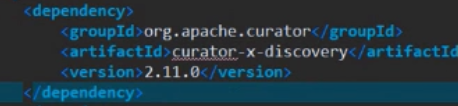 <dependency>
<groupId>org.apache.curator</groupId>
<artifactId>curator-x-discovery</artifactId
<version>2.11.0</version>
</dependency>